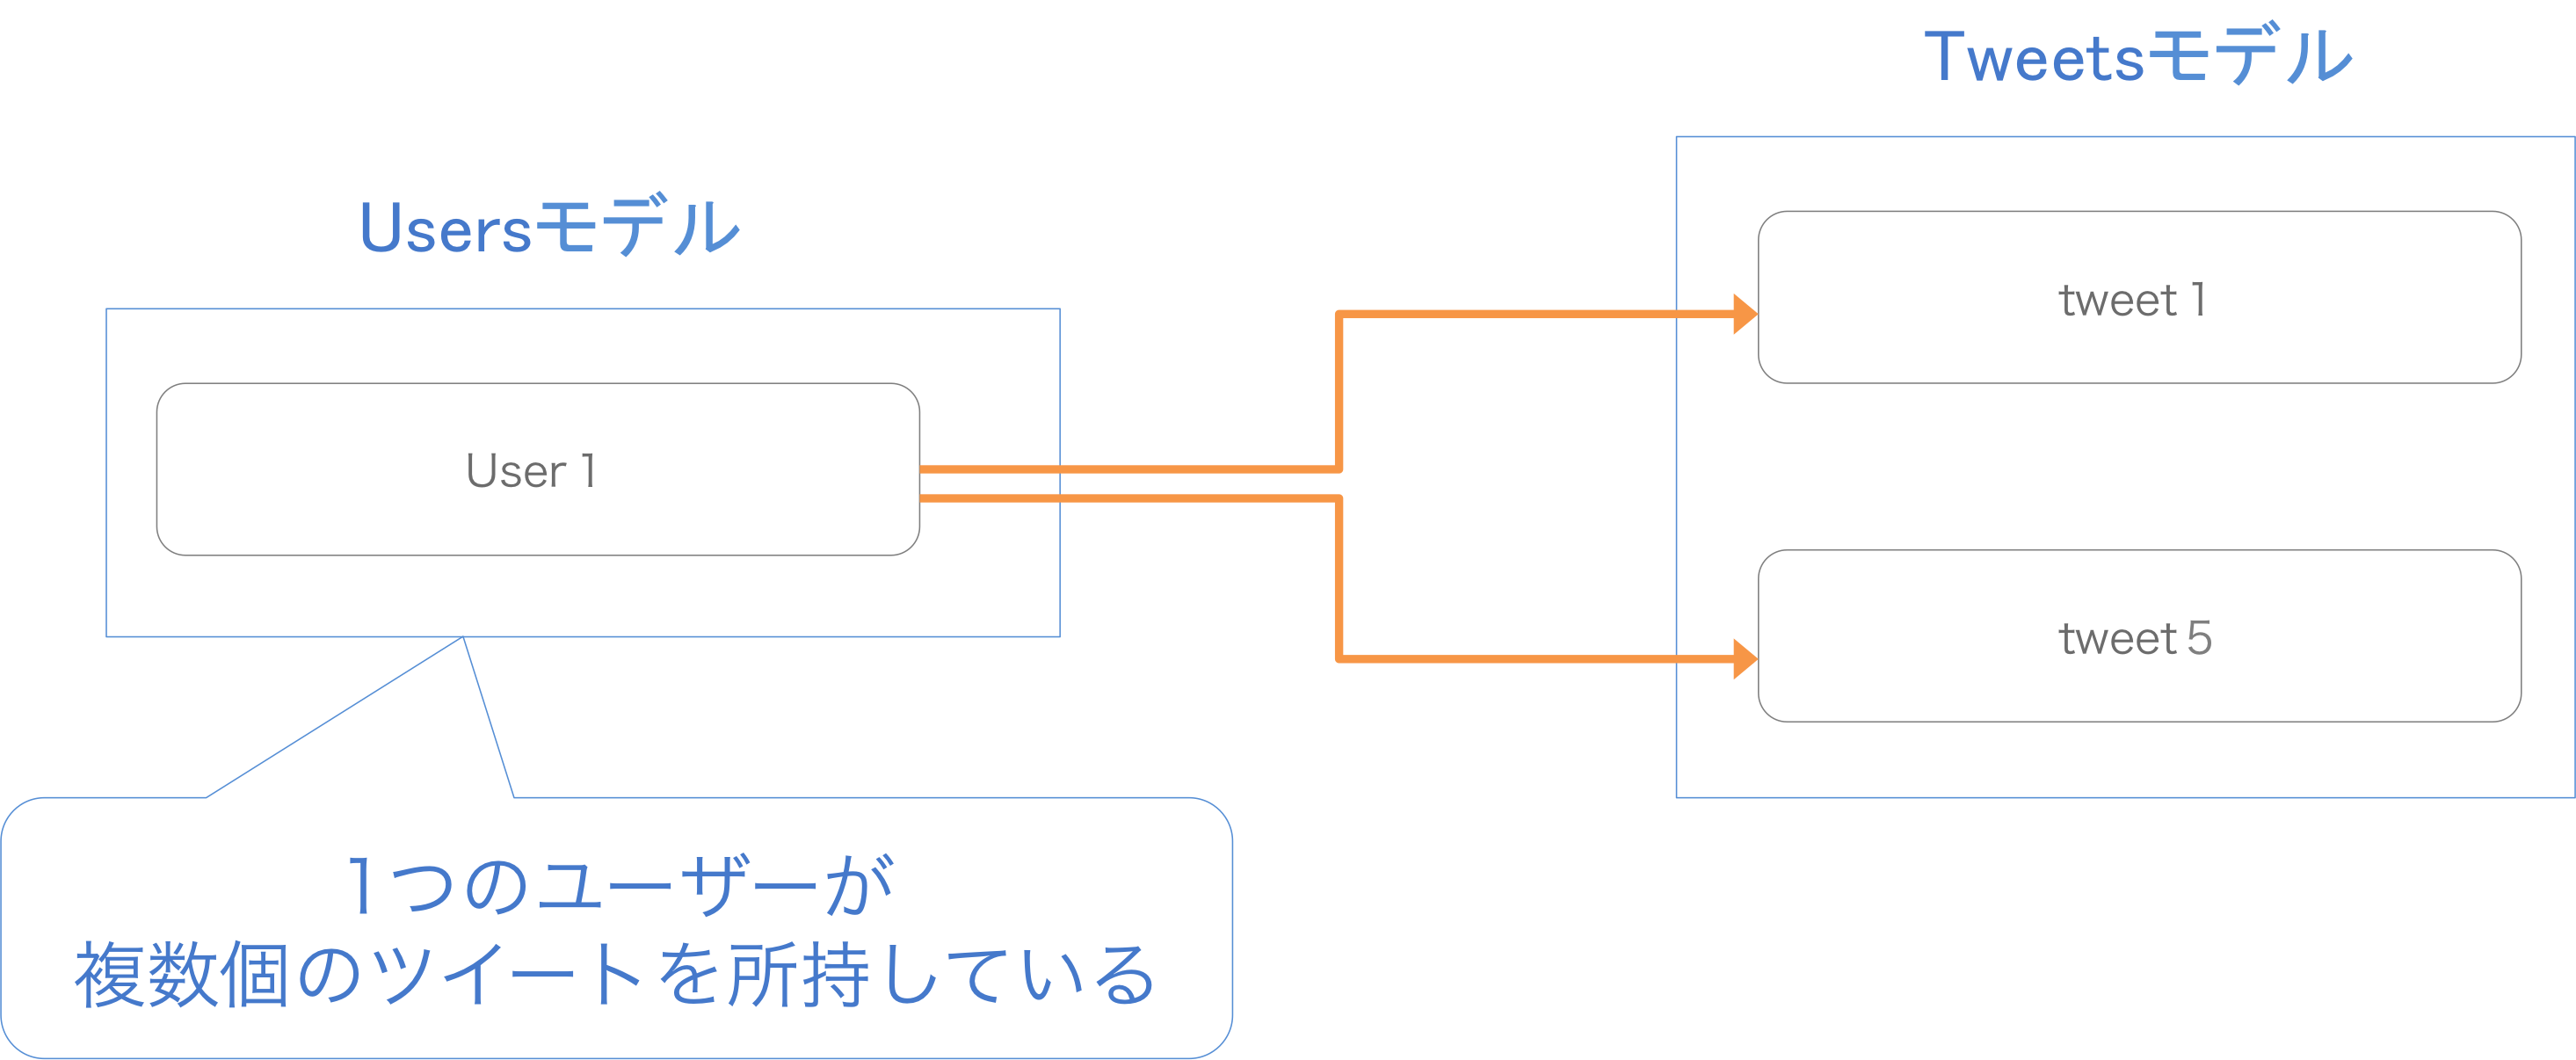 Tweetsモデル
Usersモデル
tweet 1
User 1
tweet 5
1つのユーザーが
複数個のツイートを所持している